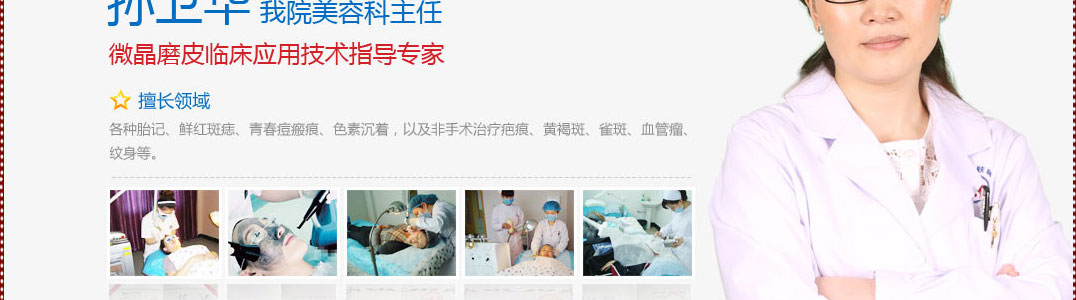 孙卫华 我院美容科主任
微晶磨皮临床应用技术指导专家
擅长领域
各种胎记、鲜红斑痣、青春痘瘢痕、色素沉着，以及非手术治疗疤痕、黄褐斑、雀斑、血管瘤、
纹身等。